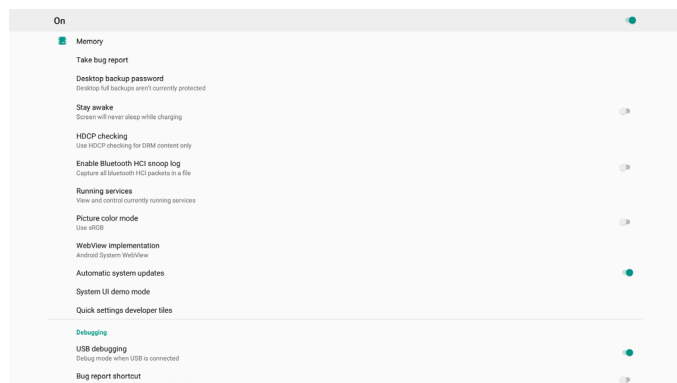 On
Memory
Take bug report
Desktop backup password
Desktop full backups aren't currently protected
Stay awake
Screen will never sleep while charging
HDCP checking
Use HDCP checking for DRM content only
Enable Bluetooth HCI snoop log
Capture all bluetooth HCI packets in a file
Running services
View and control currently running services
Picture color mode
Use sRGB
WebView implementation
Android System WebView
Automatic system updates
System UI demo mode
Quick settings developer tiles
Debugging
USB debugging
Debug mode when USB is connected
Bug report shortcut